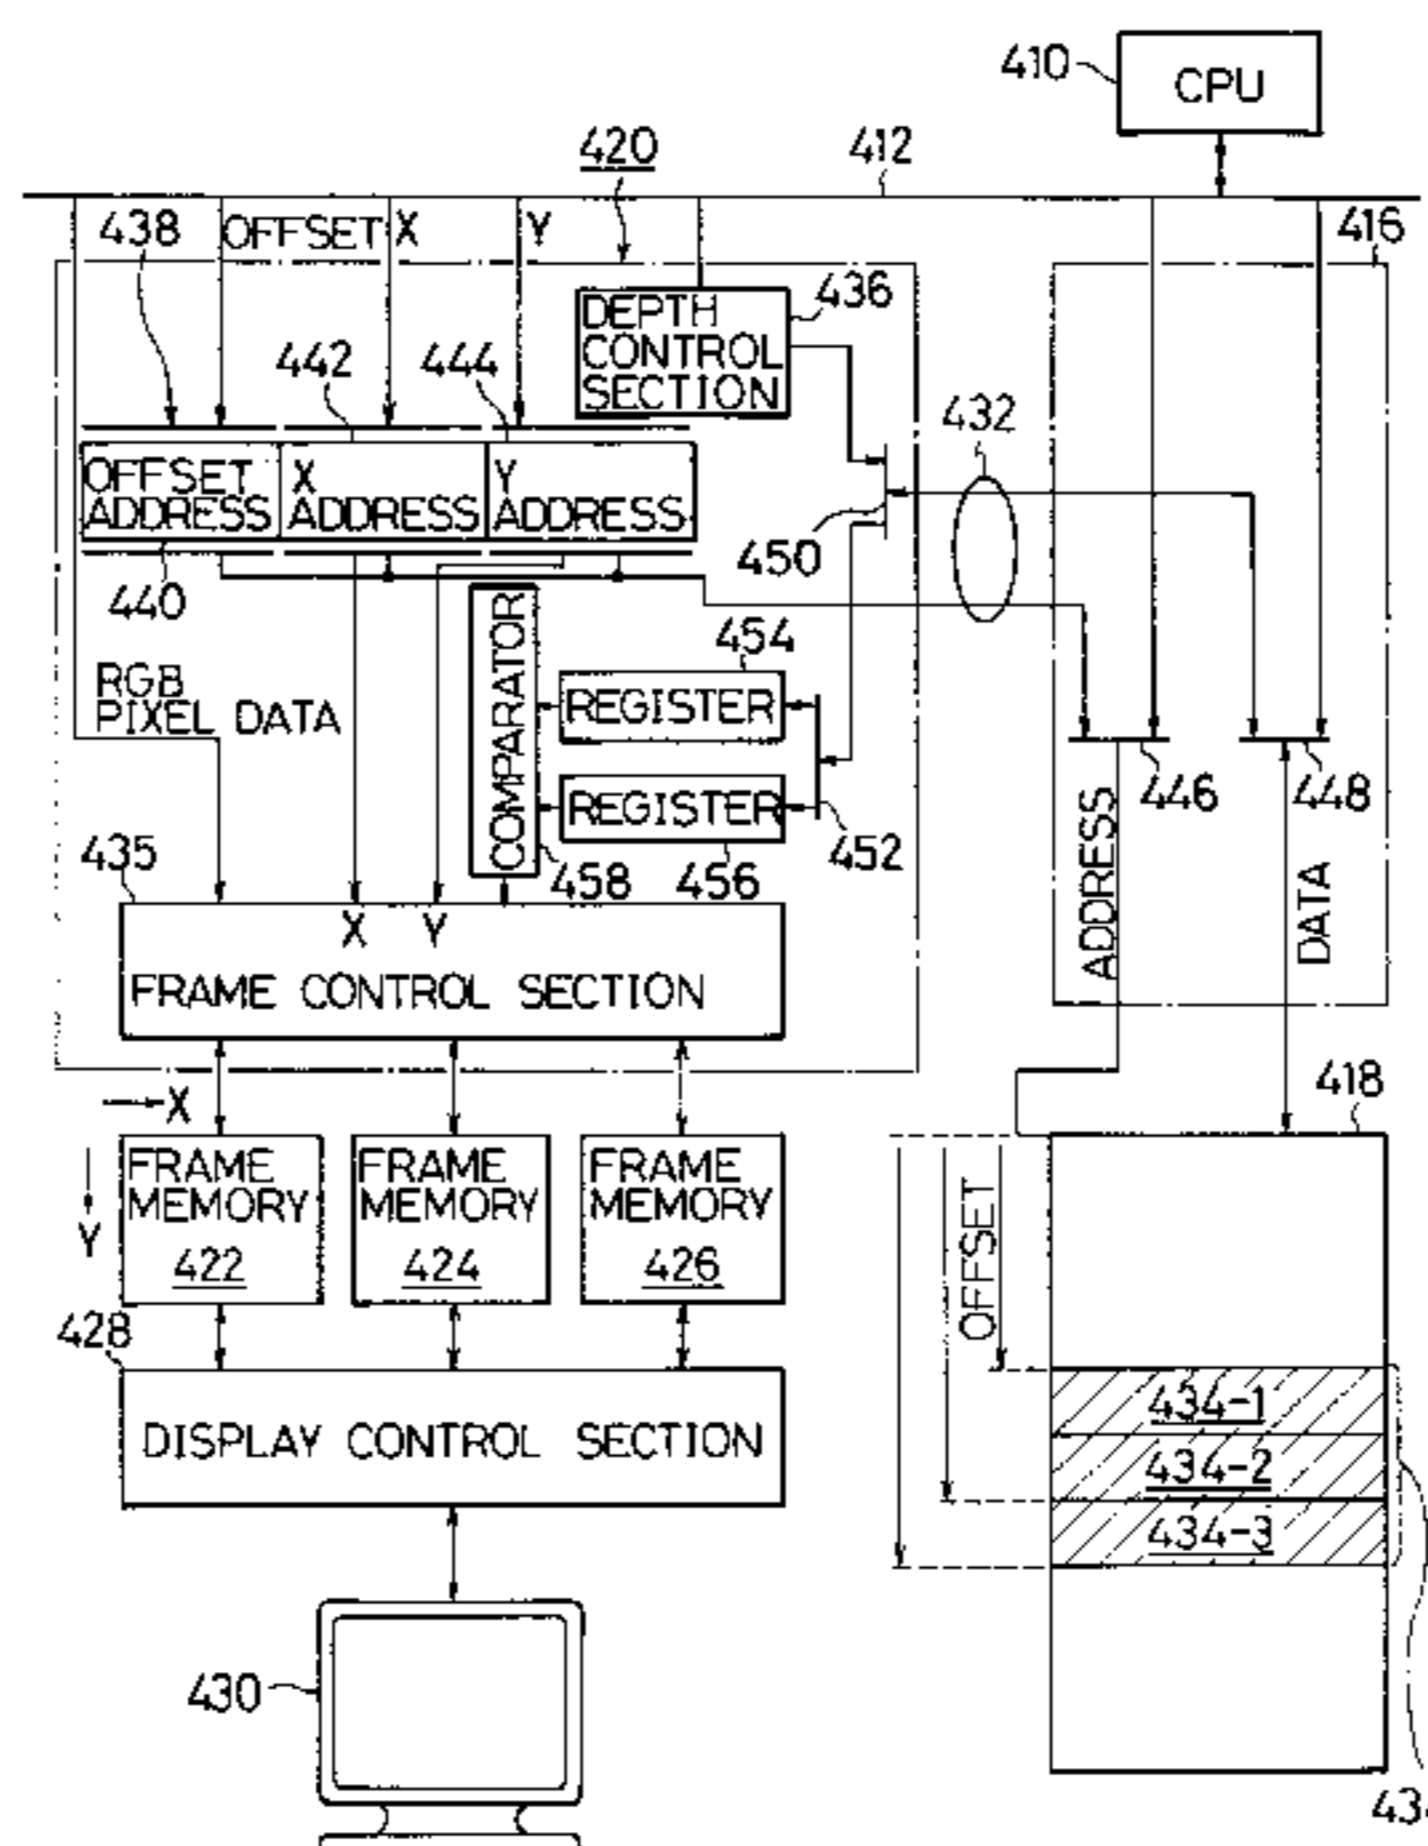 410
CPU
420
412
438
OFFSET
X
Y
416
DEPTH
CONTROL
SECTION
436
442
444
432
OFFSET
ADDRESS
X
ADDRESS
Y
ADDRESS
450
440
COMPARATOR
454
RGB
PIXEL DATA
REGISTER
446
448
REGISTER
452
435
458
456
ADDRESS
DATA
X
Y
FRAME CONTROL SECTION
X
418
Y
FRAME
MEMORY
422
FRAME
MEMORY
424
FRAME
MEMORY
426
OFFSET
428
434-1
DISPLAY CONTROL SECTION
434-2
434-3
430